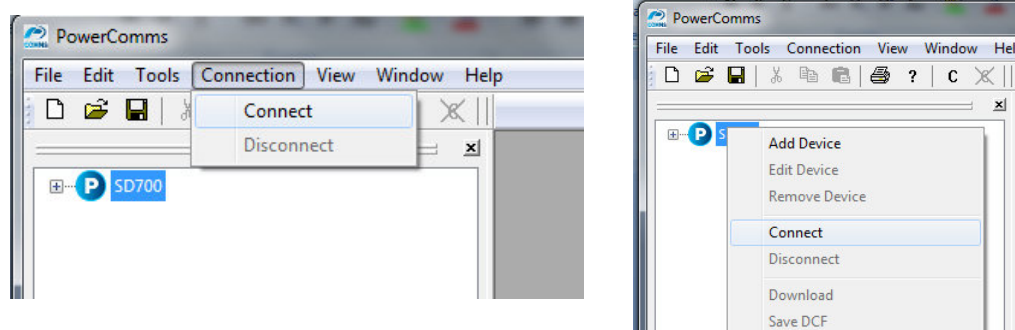 PowerComms
File Edit Tools Connection View Window Help
Connect
Disconnect
SD700
PowerComms
File Edit Tools Connection View Window Hel
? C
S
Add Device
Edit Device
Remove Device
Connect
Disconnect
Download
Save DCF